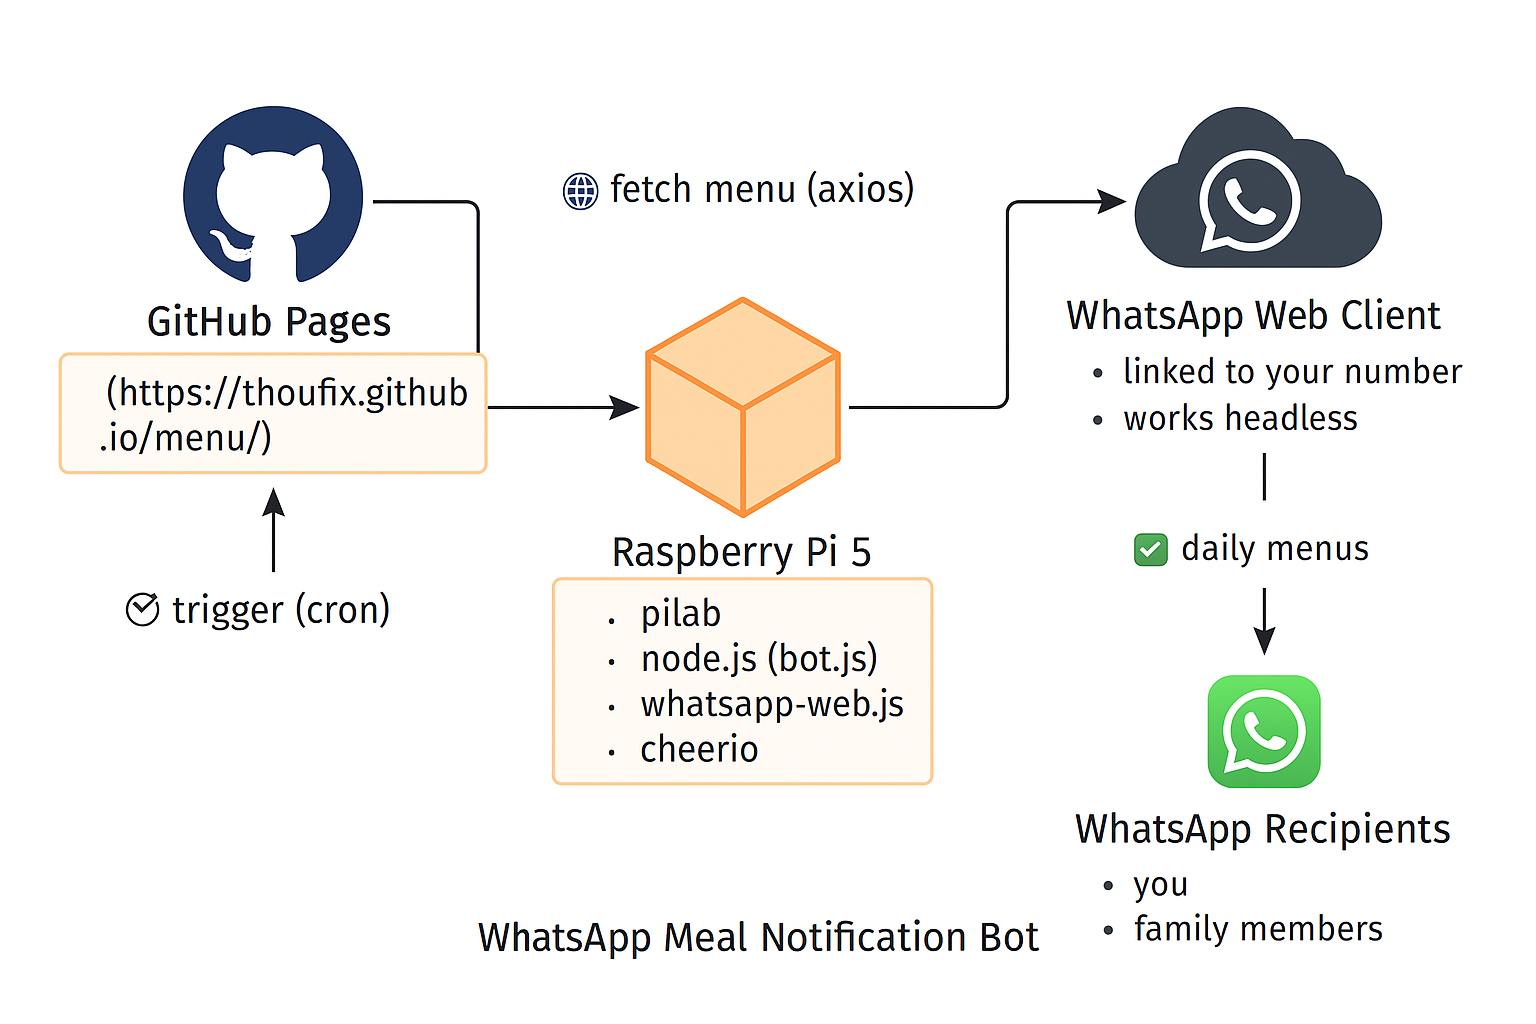 fetch menu (axios)
GitHub Pages
(https://thoufix.github
.io/menu/)
trigger (cron)
Raspberry Pi 5
• pilab
• node.js (bot.js)
• whatsapp-web.js
• cheerio
WhatsApp Web Client
• linked to your number
• works headless
daily menus
WhatsApp Recipients
• you
• family members
WhatsApp Meal Notification Bot